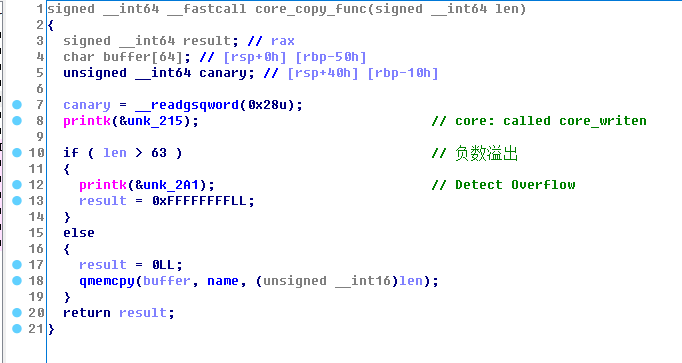 1 signed __int64 __fastcall core_copy_func(signed __int64 len)
2 {
3 signed __int64 result; // rax
4 char buffer[64]; // [rsp+0h] [rbp-50h]
5 unsigned __int64 canary; // [rsp+40h] [rbp-10h]
6
7 canary = __readgsqword(0x28u);
8 printk(&unk_215); // core: called core_writen
9
10 if ( len > 63 ) // 负数溢出
11 {
12 printk(&unk_2A1); // Detect Overflow
13 result = 0xFFFFFFFFLL;
14 }
15 else
16 {
17 result = 0LL;
18 qmemcpy(buffer, name, (unsigned __int16)len);
19 }
20 return result;
21 }